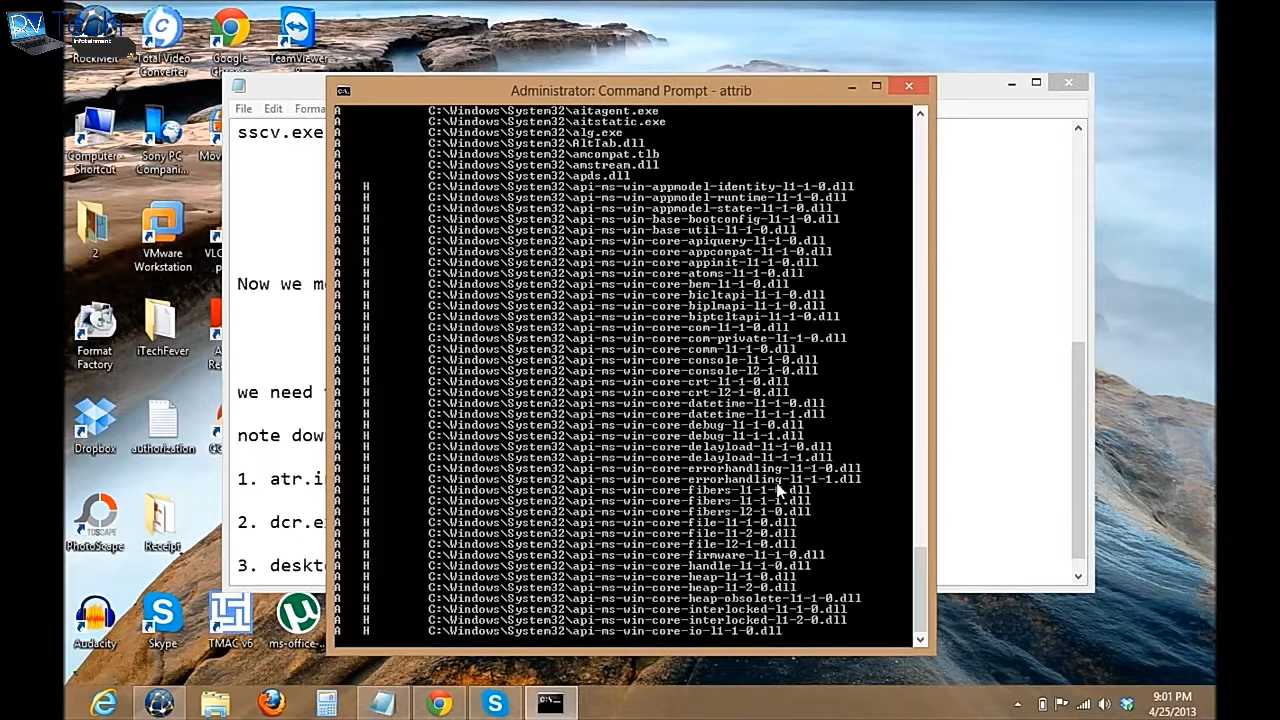 RV Tech
Infotainment
RockMelt
Total Video
Converter
Google
TeamViewer
Administrator: Command Prompt - attrib
File Edit Forma
sscv.exe
A C:\Windows\System32\aitagent.exe
A C:\Windows\System32\aitstatic.exe
A C:\Windows\System32\alg.exe
A C:\Windows\System32\AltTab.dll
A C:\Windows\System32\amcompat.tlb
A C:\Windows\System32\amstream.dll
A C:\Windows\System32\apds.dll
A H C:\Windows\System32\api-ms-win-appmodel-identity-l1-1-0.dll
A H C:\Windows\System32\api-ms-win-appmodel-runtime-l1-1-0.dll
A H C:\Windows\System32\api-ms-win-appmodel-state-l1-1-0.dll
A H C:\Windows\System32\api-ms-win-base-bootconfig-l1-1-0.dll
A H C:\Windows\System32\api-ms-win-base-util-l1-1-0.dll
A H C:\Windows\System32\api-ms-win-core-apiquery-l1-1-0.dll
A H C:\Windows\System32\api-ms-win-core-appcompat-l1-1-0.dll
A H C:\Windows\System32\api-ms-win-core-appinit-l1-1-0.dll
A H C:\Windows\System32\api-ms-win-core-atoms-l1-1-0.dll
A H C:\Windows\System32\api-ms-win-core-bem-l1-1-0.dll
A H C:\Windows\System32\api-ms-win-core-bicltapi-l1-1-0.dll
A H C:\Windows\System32\api-ms-win-core-biplmapi-l1-1-0.dll
A H C:\Windows\System32\api-ms-win-core-biptcltapi-l1-1-0.dll
A H C:\Windows\System32\api-ms-win-core-com-l1-1-0.dll
A H C:\Windows\System32\api-ms-win-core-com-private-l1-1-0.dll
A H C:\Windows\System32\api-ms-win-core-comm-l1-1-0.dll
A H C:\Windows\System32\api-ms-win-core-console-l1-1-0.dll
A H C:\Windows\System32\api-ms-win-core-console-l2-1-0.dll
A H C:\Windows\System32\api-ms-win-core-crt-l1-1-0.dll
A H C:\Windows\System32\api-ms-win-core-crt-l2-1-0.dll
A H C:\Windows\System32\api-ms-win-core-datetime-l1-1-0.dll
A H C:\Windows\System32\api-ms-win-core-datetime-l1-1-1.dll
A H C:\Windows\System32\api-ms-win-core-debug-l1-1-0.dll
A H C:\Windows\System32\api-ms-win-core-debug-l1-1-1.dll
A H C:\Windows\System32\api-ms-win-core-delayload-l1-1-0.dll
A H C:\Windows\System32\api-ms-win-core-delayload-l1-1-1.dll
A H C:\Windows\System32\api-ms-win-core-errorhandling-l1-1-0.dll
A H C:\Windows\System32\api-ms-win-core-errorhandling-l1-1-1.dll
A H C:\Windows\System32\api-ms-win-core-fibers-l1-1-0.dll
A H C:\Windows\System32\api-ms-win-core-fibers-l1-1-1.dll
A H C:\Windows\System32\api-ms-win-core-fibers-l2-1-0.dll
A H C:\Windows\System32\api-ms-win-core-file-l1-1-0.dll
A H C:\Windows\System32\api-ms-win-core-file-l1-2-0.dll
A H C:\Windows\System32\api-ms-win-core-file-l2-1-0.dll
A H C:\Windows\System32\api-ms-win-core-firmware-l1-1-0.dll
A H C:\Windows\System32\api-ms-win-core-handle-l1-1-0.dll
A H C:\Windows\System32\api-ms-win-core-heap-l1-1-0.dll
A H C:\Windows\System32\api-ms-win-core-heap-l1-2-0.dll
A H C:\Windows\System32\api-ms-win-core-heap-obsolete-l1-1-0.dll
A H C:\Windows\System32\api-ms-win-core-interlocked-l1-1-0.dll
A H C:\Windows\System32\api-ms-win-core-interlocked-l1-2-0.dll
A H C:\Windows\System32\api-ms-win-core-io-l1-1-0.dll
Computer -
Shortcut
Sony PC
Compani...
Mov
2
VMware
Workstation
VLC
p
Now we m
Format
Factory
iTechFever
A
Re
we need
note dow
1. atr.i
2. dcr.e
3. deskt
Dropbox
authorization
CC
PhotoScape
Receipt
Audacity
Skype
TMAC v6
ms-office-...
9:01 PM
4/25/2013